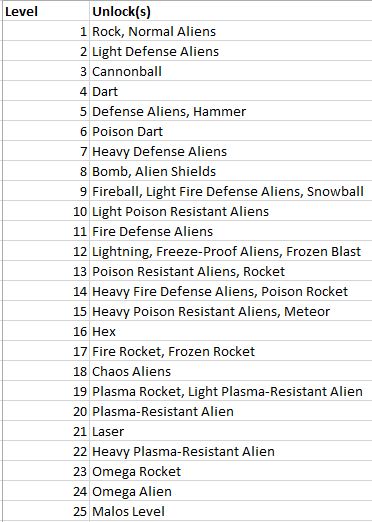 Level Unlock(s)
1 Rock, Normal Aliens
2 Light Defense Aliens
3 Cannonball
4 Dart
5 Defense Aliens, Hammer
6 Poison Dart
7 Heavy Defense Aliens
8 Bomb, Alien Shields
9 Fireball, Light Fire Defense Aliens, Snowball
10 Light Poison Resistant Aliens
11 Fire Defense Aliens
12 Lightning, Freeze-Proof Aliens, Frozen Blast
13 Poison Resistant Aliens, Rocket
14 Heavy Fire Defense Aliens, Poison Rocket
15 Heavy Poison Resistant Aliens, Meteor
16 Hex
17 Fire Rocket, Frozen Rocket
18 Chaos Aliens
19 Plasma Rocket, Light Plasma-Resistant Alien
20 Plasma-Resistant Alien
21 Laser
22 Heavy Plasma-Resistant Alien
23 Omega Rocket
24 Omega Alien
25 Malos Level